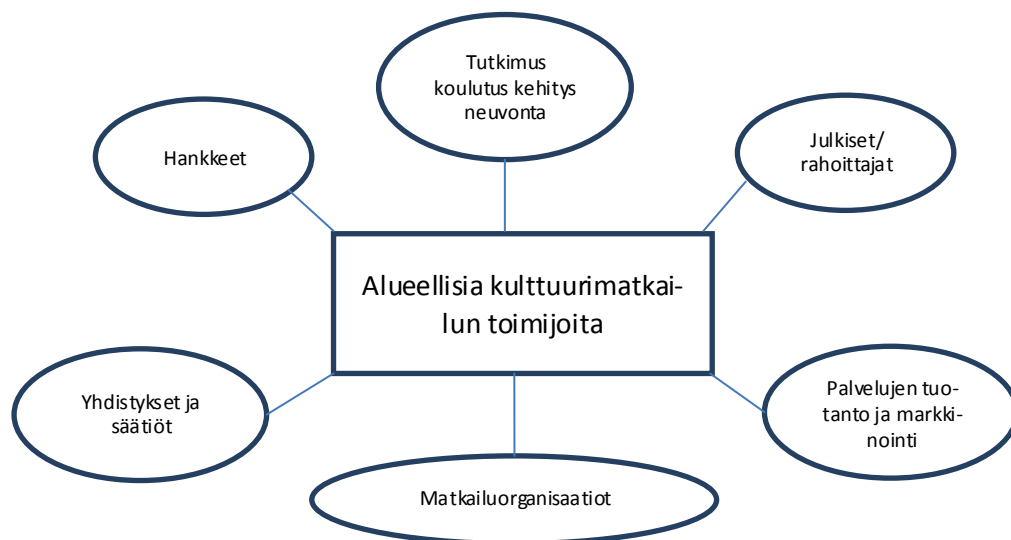 Tutkimus
koulutus kehitys
neuvonta
Hankkeet
Julkiset/
rahoittajat
Alueellisia kulttuurimatkai-
lun toimijoita
Yhdistykset ja
säätiöt
Palvelujen tuo-
tanto ja markki-
nointi
Matkailuorganisaatiot